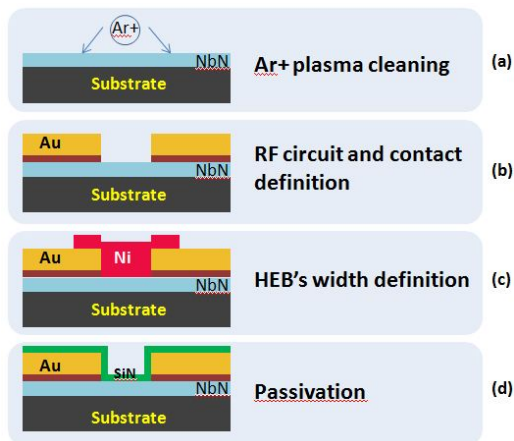 Ar+
NbN
Substrate
Ar+ plasma cleaning
(a)
Au
NbN
Substrate
RF circuit and contact
definition
(b)
Au
Ni
NbN
Substrate
HEB's width definition
(c)
Au
SiN
NbN
Substrate
Passivation
(d)